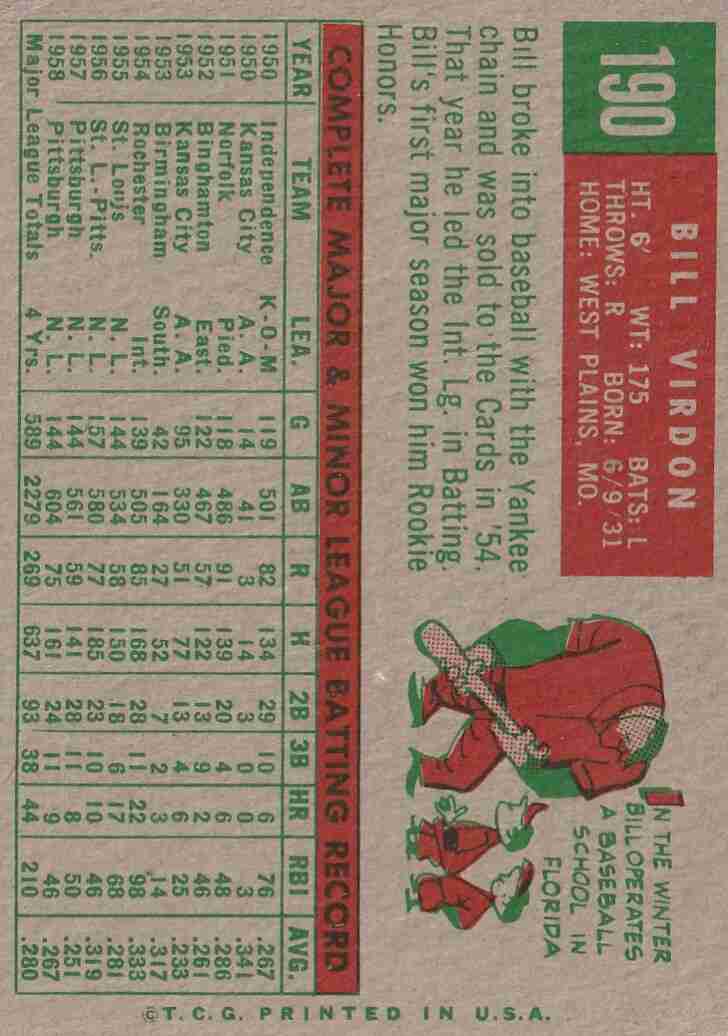 190
BILL VIRDON
HT. 6' WT: 175 BATS: L
THROWS: R BORN: 6/9/31
HOME: WEST PLAINS, MO.
Bill broke into baseball with the Yankee
chain and was sold to the Cards in '54.
That year he led the Int. Lg. in Batting.
Bill's first major season won him Rookie
Honors.
IN THE WINTER
BILL OPERATES
A BASEBALL
SCHOOL IN
FLORIDA
COMPLETE MAJOR & MINOR LEAGUE BATTING RECORD
YEAR TEAM LEA. G AB R H 2B 3B HR RBI AVG.
1950 Independence K-O-M 119 501 82 134 29 10 6 76 .267
1950 Kansas City A. A. 14 41 3 14 3 0 0 3 .341
1951 Norfolk Pied. 118 486 91 139 20 4 6 48 .286
1952 Binghamton East. 122 467 57 122 13 9 2 46 .261
1953 Kansas City A. A. 95 330 51 77 13 4 6 25 .233
1953 Birmingham South. 42 164 27 52 7 2 3 14 .317
1954 Rochester Int. 139 505 85 168 28 11 22 98 .333
1955 St. Louis N. L. 144 534 58 150 18 6 17 68 .281
1956 St. L.-Pitts. N. L. 157 580 77 185 23 10 10 46 .319
1957 Pittsburgh N. L. 144 561 59 141 28 11 8 50 .251
1958 Pittsburgh N. L. 144 604 75 161 24 11 9 46 .267
Major League Totals 4 Yrs. 589 2279 269 637 93 38 44 210 .280
©T.C.G. PRINTED IN U.S.A.